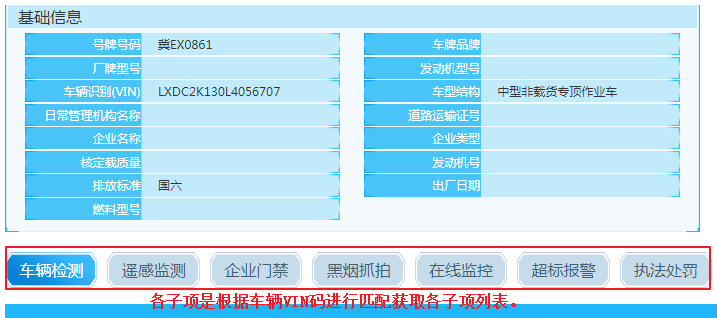 基础信息
号牌号码 冀EX0861 车牌品牌
厂牌型号 发动机型号
车辆识别(VIN) LXDC2K130L4056707 车型结构 中型非载货专项作业车
日常管理机构名称 道路运输证号
企业名称 企业类型
核定载质量 发动机号
排放标准 国六 出厂日期
燃料型号
车辆检测 遥感监测 企业门禁 黑烟抓拍 在线监控 超标报警 执法处罚
各子项是根据车辆VIN码进行匹配获取各子项列表。